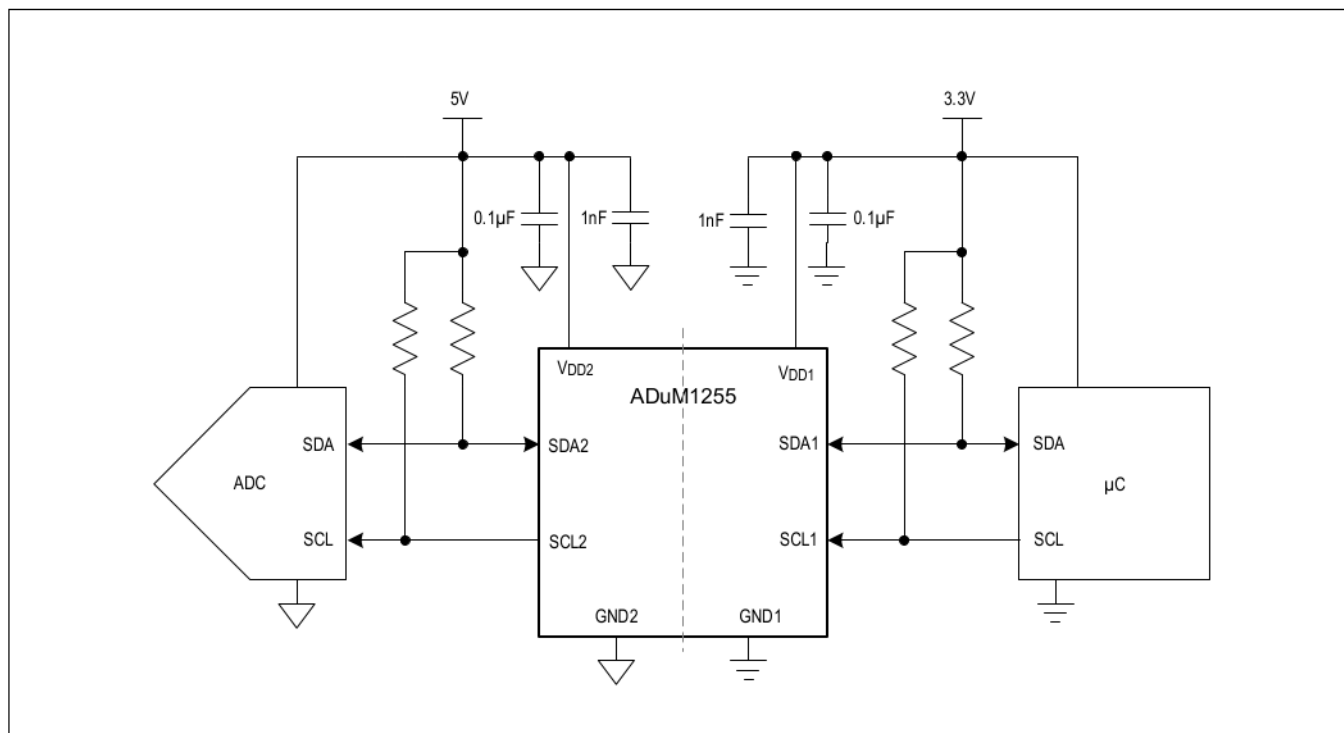 5V
3.3V
0.1µF
1nF
1nF
0.1µF
VDD2
VDD1
ADuM1255
SDA
SDA2
SDA1
SDA
ADC
µC
SCL
SCL2
SCL1
SCL
GND2
GND1